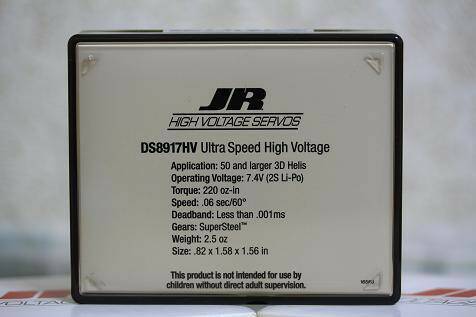 JR
HIGH VOLTAGE SERVOS
DS8917HV Ultra Speed High Voltage
Application: 50 and larger 3D Helis
Operating Voltage: 7.4V (2S Li-Po)
Torque: 220 oz-in
Speed: .06 sec/60°
Deadband: Less than .001ms
Gears: SuperSteel™
Weight: 2.5 oz
Size: .82 x 1.58 x 1.56 in
This product is not intended for use by
children without direct adult supervision.